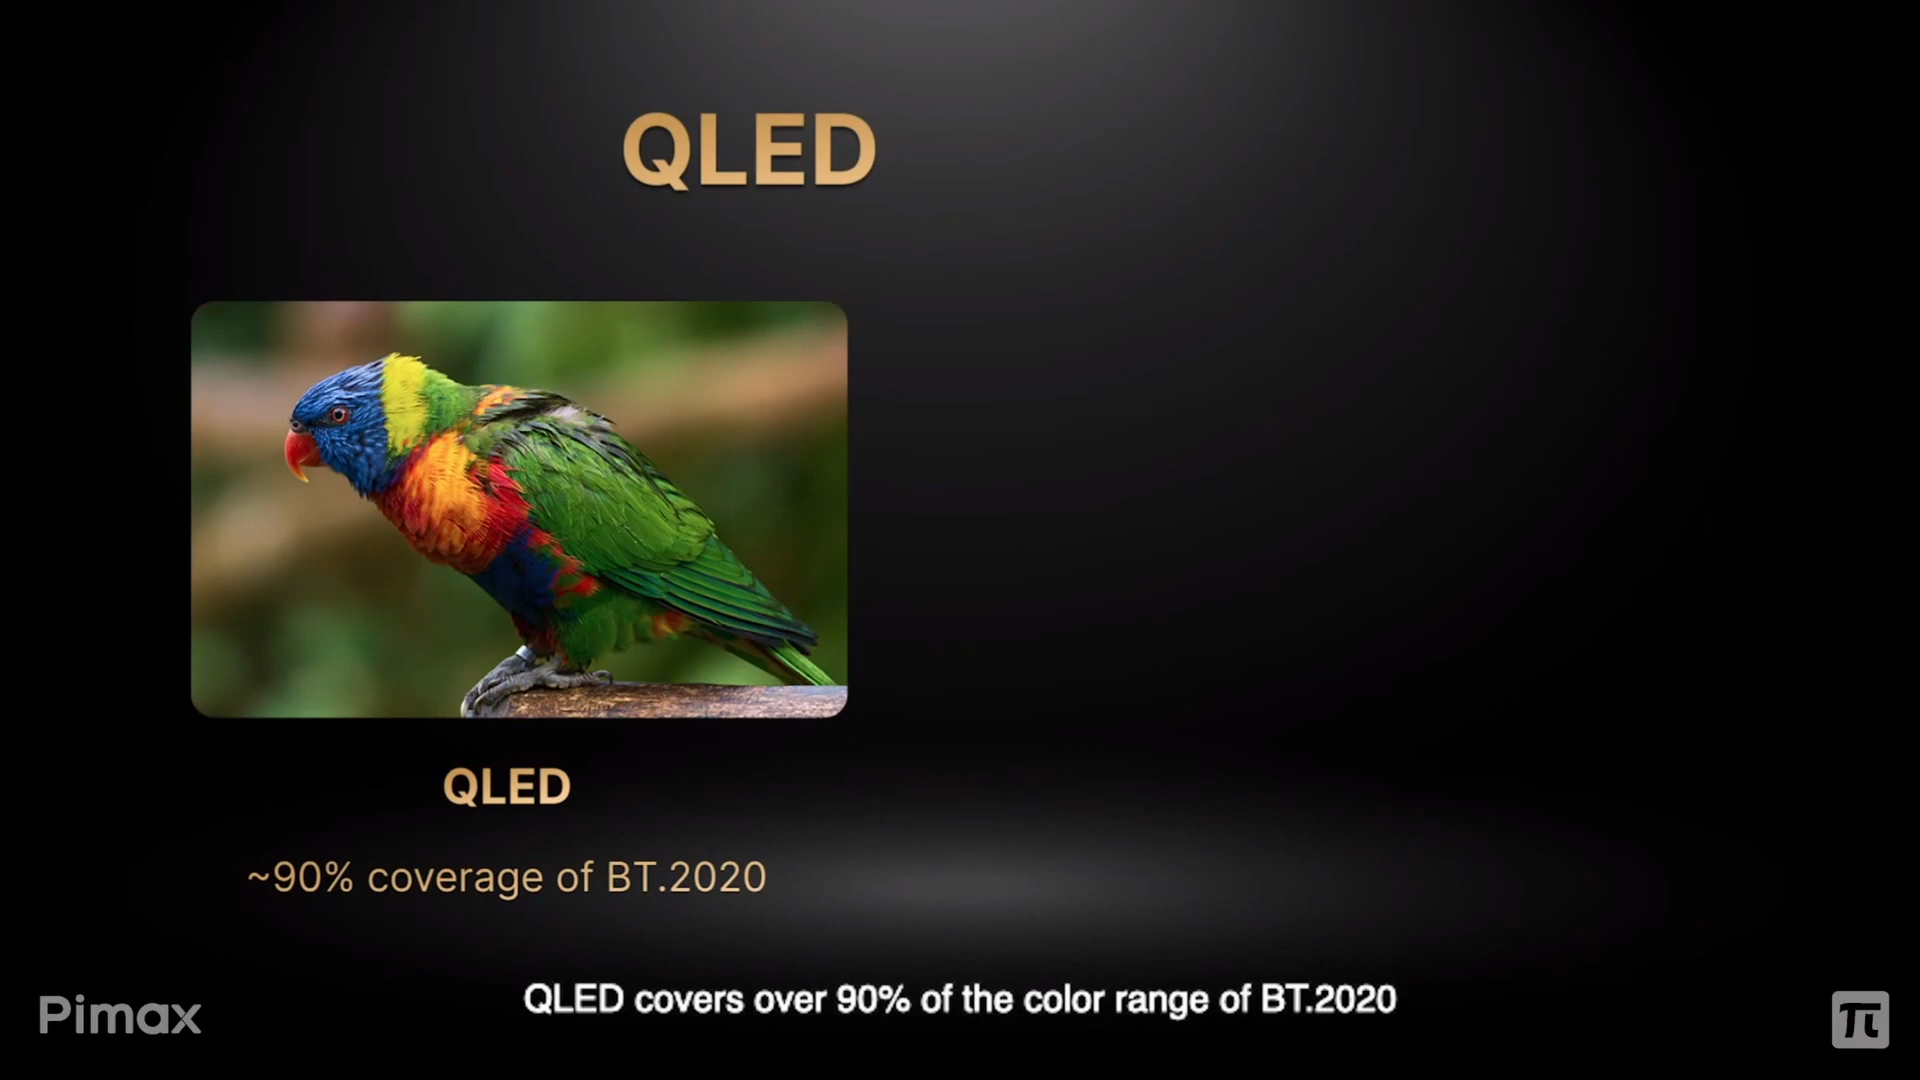 QLED
QLED
~90% coverage of BT.2020
QLED covers over 90% of the color range of BT.2020
Pimax
π